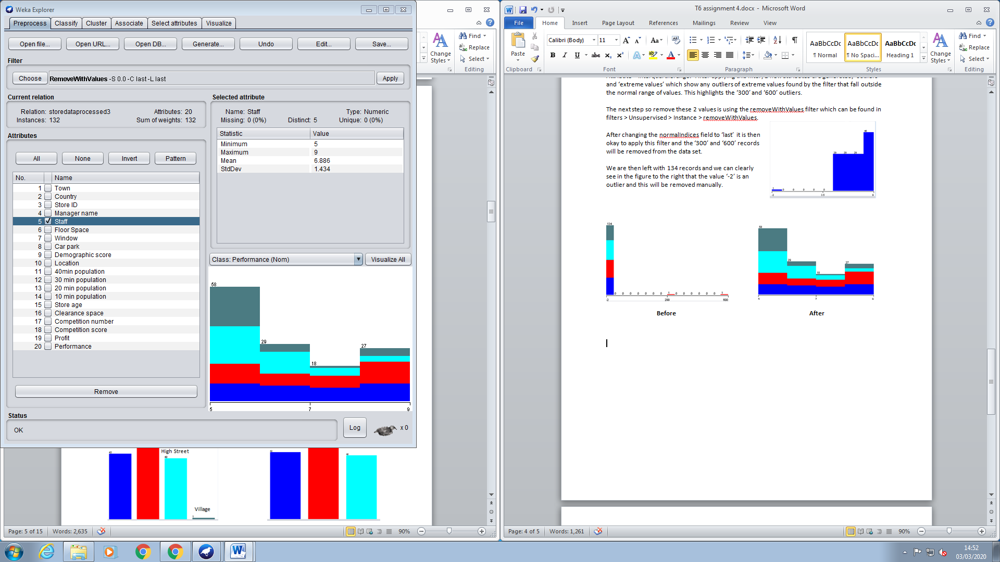 Weka Explorer
Preprocess
Classify
Cluster
Associate
Select attributes
Visualize
Open file...
Open URL...
Open DB...
Generate...
Undo
Edit...
Save...
Filter
Choose
RemoveWithValues -S 0.0 -C last -L last
Apply
Current relation
Relation: storedataprocessed3
Attributes: 20
Instances: 132
Sum of weights: 132
Attributes
All
None
Invert
Pattern
No.
Name
1 Town
2 Country
3 Store ID
4 Manager name
5 Staff
6 Floor Space
7 Window
8 Car park
9 Demographic score
10 Location
11 40min population
12 30 min population
13 20 min population
14 10 min population
15 Store age
16 Clearance space
17 Competition number
18 Competition score
19 Profit
20 Performance
Remove
Status
OK
Log
x 0
Selected attribute
Name: Staff
Type: Numeric
Missing: 0 (0%)
Distinct: 5
Unique: 0 (0%)
Statistic
Value
Minimum 5
Maximum 9
Mean 6.886
StdDev 1.434
Class: Performance (Nom)
Visualize All
58
29
18
27
5
7
9
Find
Replace
Select
Change
Styles
Editing
High Street
Village
Page: 5 of 15
Words: 2,635
90%
T6 assignment 4.docx - Microsoft Word
File
Home
Insert
Page Layout
References
Mailings
Review
View
Paste
Clipboard
Calibri (Body)
11
Font
Paragraph
AaBbCcDc
¶ Normal
AaBbCcDc
¶ No Spaci...
AaBbCcDc
Heading 1
Change
Styles
Styles
Find
Replace
Select
Editing
and ‘extreme values’ which show any outliers of extreme values found by the filter that fall outside
the normal range of values. This highlights the ‘300’ and ‘600’ outliers.
The next step so remove these 2 values is using the removeWithValues filter which can be found in
filters > Unsupervised > Instance > removeWithValues.
After changing the normalIndices field to ‘last’ it is then
okay to apply this filter and the ‘300’ and ‘600’ records
will be removed from the data set.
We are then left with 134 records and we can clearly
see in the figure to the right that the value ‘-2’ is an
outlier and this will be removed manually.
134
-2
299
600
Before
After
Page: 4 of 5
Words: 1,261
90%
14:52
03/03/2020